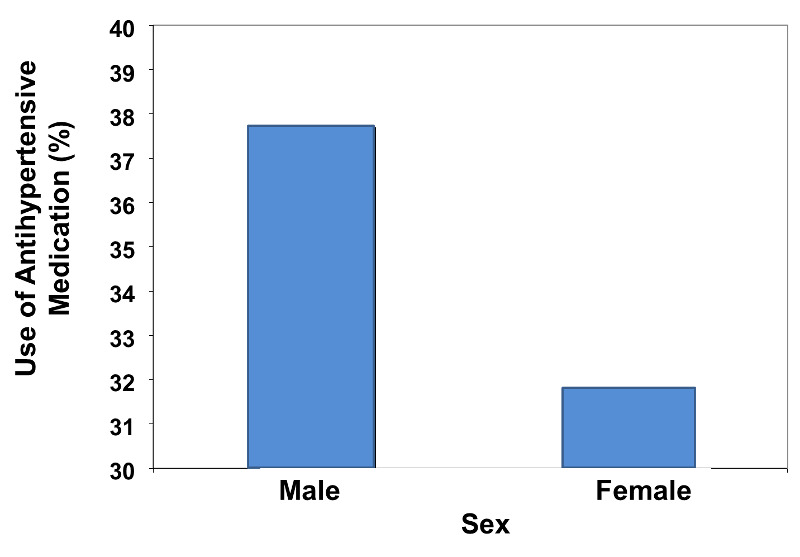 Use of Antihypertensive
Medication (%)
40
39
38
37
36
35
34
33
32
31
30
Male
Female
Sex